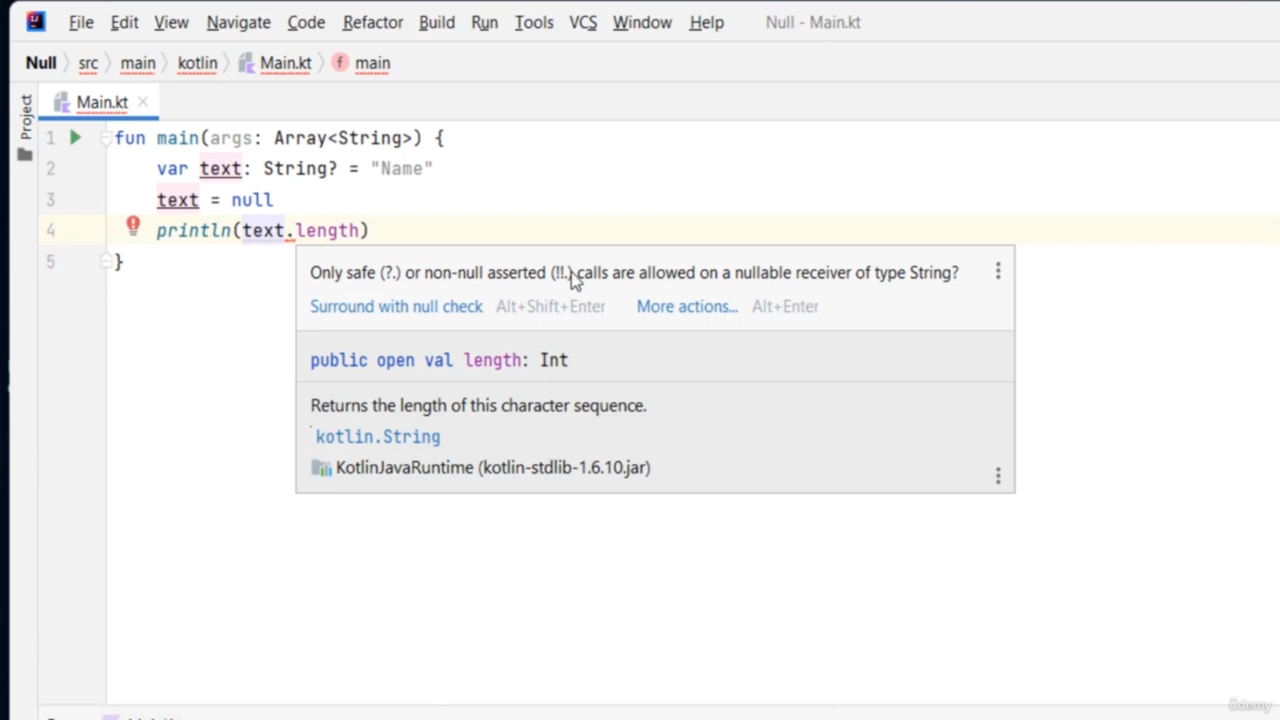 File Edit View Navigate Code Refactor Build Run Tools VCS Window Help Null - Main.kt
Null src main kotlin Main.kt f main
Project
Main.kt
1 fun main(args: Array<String>) {
2 var text: String? = "Name"
3 text = null
4 println(text.length)
5 }
Only safe (?.) or non-null asserted (!!.) calls are allowed on a nullable receiver of type String?
Surround with null check Alt+Shift+Enter More actions... Alt+Enter
public open val length: Int
Returns the length of this character sequence.
kotlin.String
KotlinJavaRuntime (kotlin-stdlib-1.6.10.jar)
ûdemy